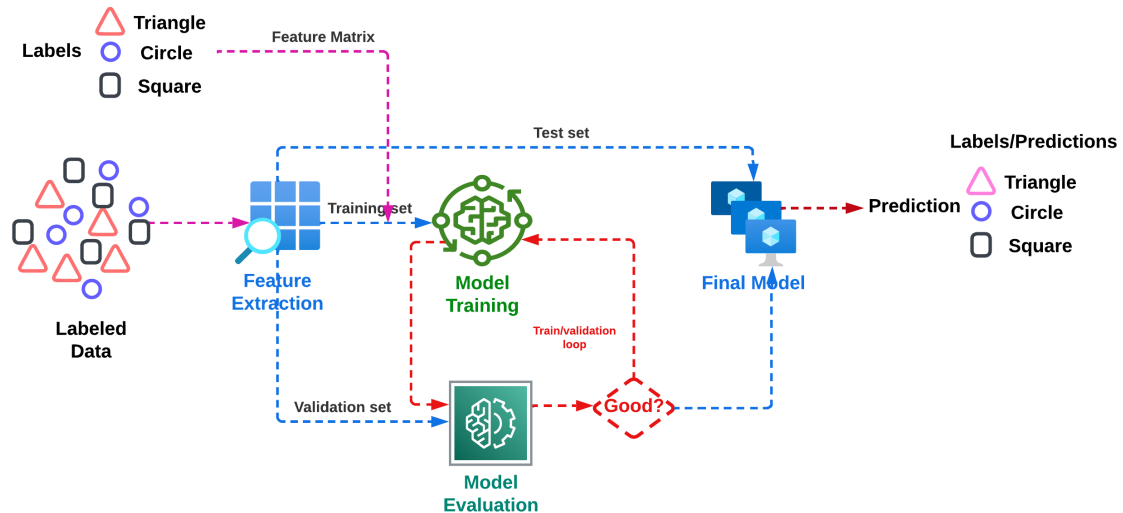 Labels
Triangle
Circle
Square
Feature Matrix
Test set
Labels/Predictions
Triangle
Circle
Square
Training set
Prediction
Feature
Extraction
Model
Training
Final Model
Labeled
Data
Train/validation
loop
Validation set
Good?
Model
Evaluation